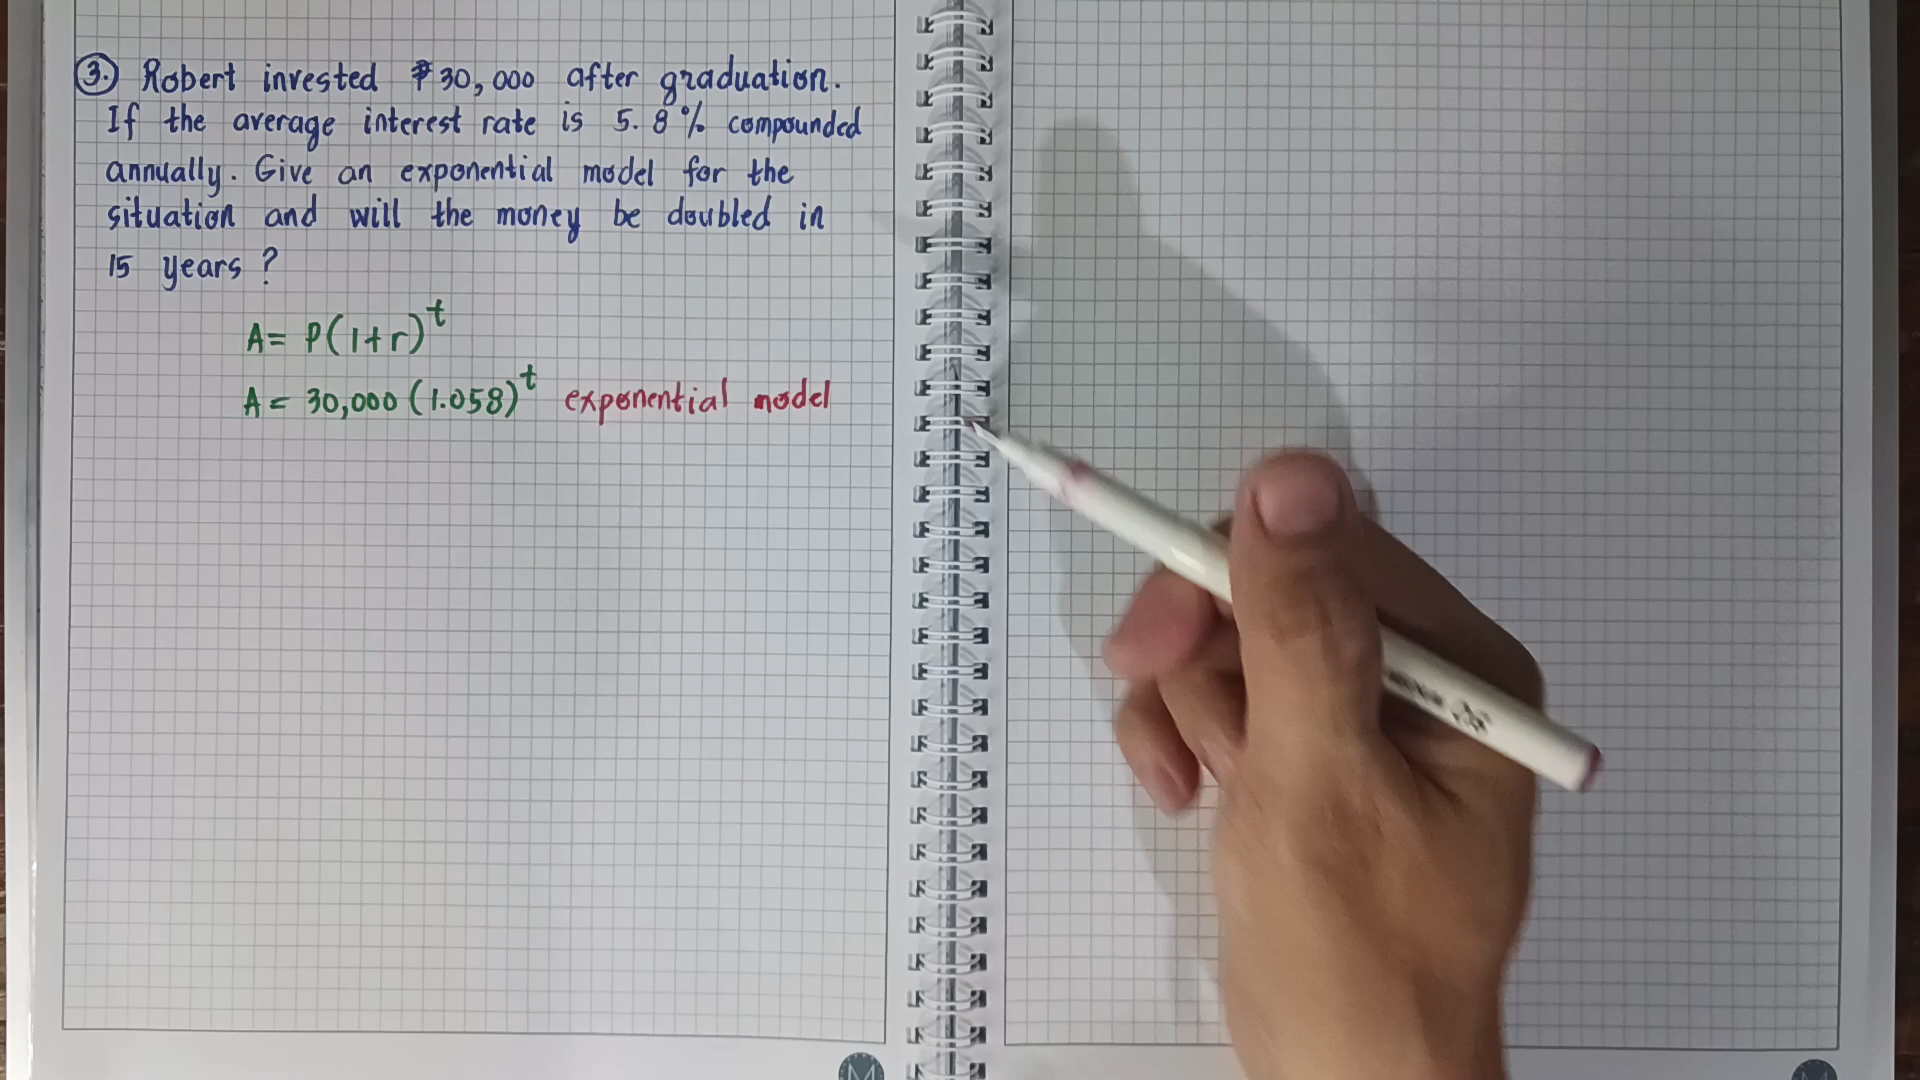 3. Robert invested ₱30,000 after graduation.
If the average interest rate is 5.8% compounded
annually. Give an exponential model for the
situation and will the money be doubled in
15 years?
A = P(1+r)^t
A = 30,000 (1.058)^t exponential model